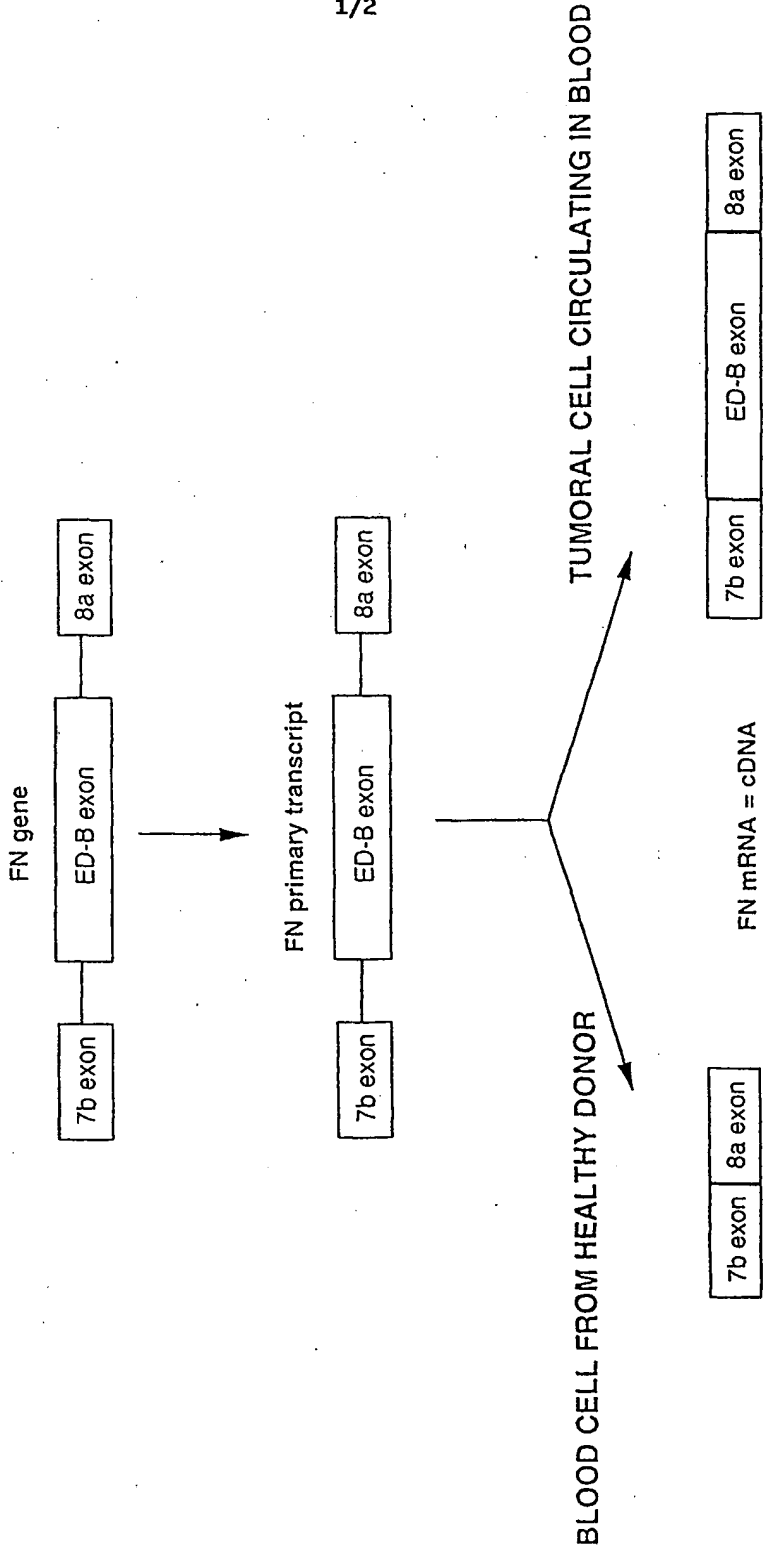 1/2
FN gene
7b exon
ED-B exon
8a exon
FN primary transcript
7b exon
ED-B exon
8a exon
BLOOD CELL FROM HEALTHY DONOR
TUMORAL CELL CIRCULATING IN BLOOD
7b exon
8a exon
FN mRNA = cDNA
7b exon
ED-B exon
8a exon